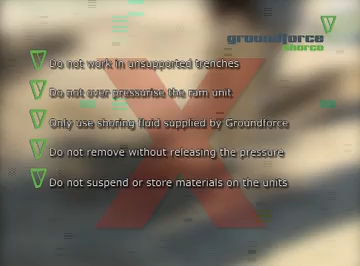 groundforce
shorco
Do not work in unsupported trenches
Do not over pressurise the ram unit
Only use shoring fluid supplied by Groundforce
Do not remove without releasing the pressure
Do not suspend or store materials on the units